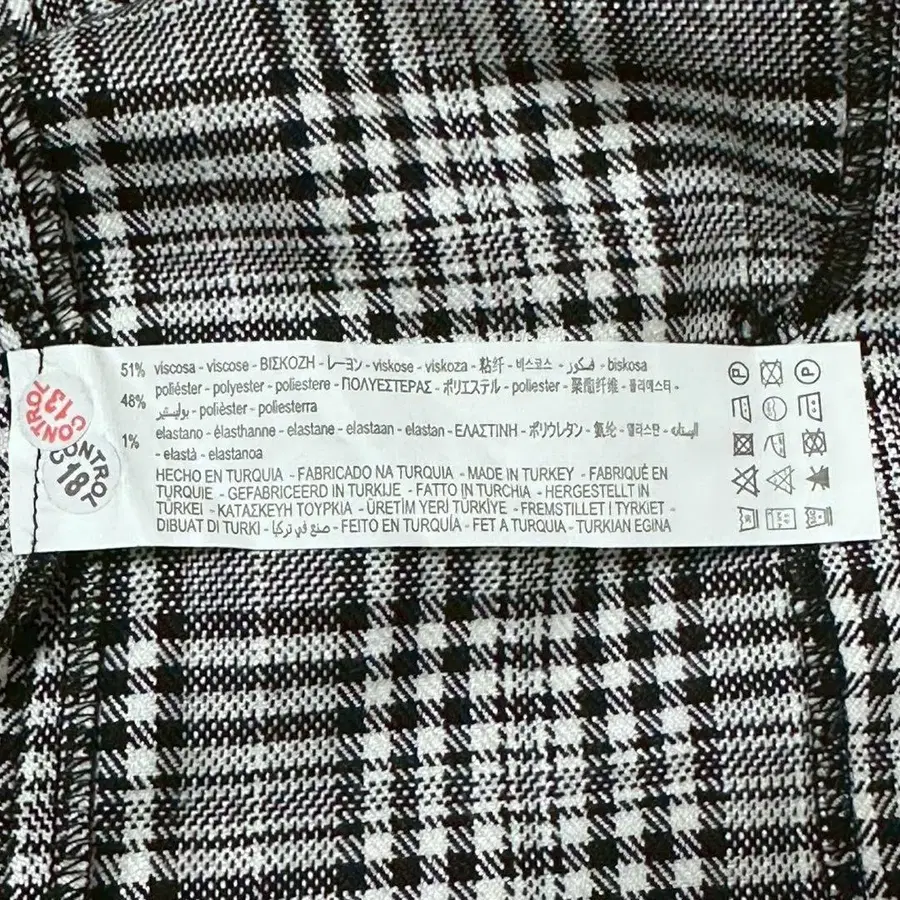 51% viscosa - viscose - ΒΙΣΚΟΖΗ - レーヨン - viskose - viskoza - 粘纤 - 비스코스 - فسكوز - biskosa
48% poliéster - polyester - poliestere - ΠΟΛΥΕΣΤΕΡΑΣ - ポリエステル - poliester - 聚酯纤维 - 폴리에스터 -
بوليستير - polièster - poliesterra
1% elastano - élasthanne - elastane - elastaan - elastan - ΕΛΑΣΤΙΝΗ - ポリウレタン - 氨纶 - 엘라스탄 -
- elastà - elastanoa
HECHO EN TURQUIA - FABRICADO NA TURQUIA - MADE IN TURKEY - FABRIQUÉ EN
TURQUIE - GEFABRICEERD IN TURKIJE - FATTO IN TURCHIA - HERGESTELLT IN
TÜRKEI - ΚΑΤΑΣΚΕΥΗ ΤΟΥΡΚΙΑ - ÜRETİM YERİ TÜRKİYE - FREMSTILLET I TYRKIET -
DIBUAT DI TURKI - صنع في تركيا - FEITO EN TURQUÍA - FET A TURQUIA - TURKIAN EGINA
CONTROL
13
CONTROL
18
P P